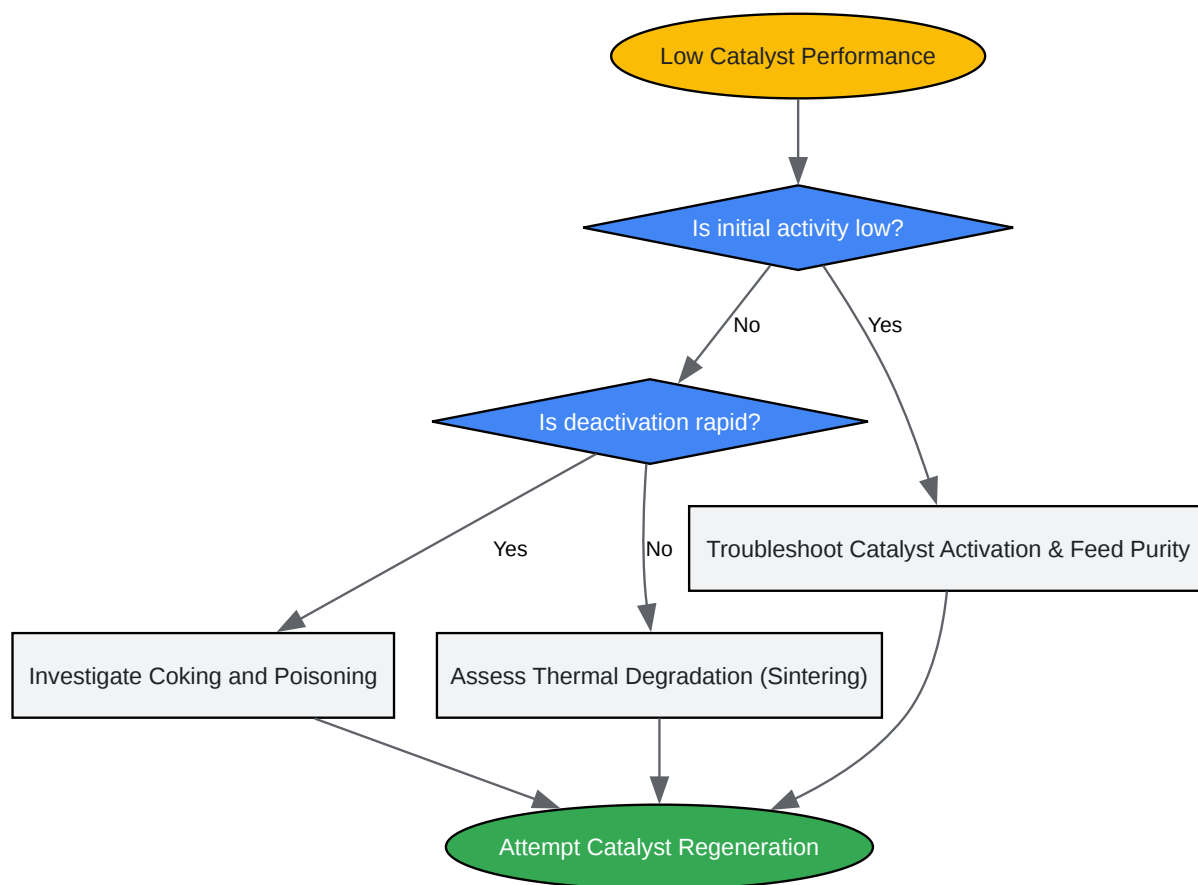 Low Catalyst Performance
Is initial activity low?
No
Yes
Is deactivation rapid?
Yes
No
Troubleshoot Catalyst Activation & Feed Purity
Investigate Coking and Poisoning
Assess Thermal Degradation (Sintering)
Attempt Catalyst Regeneration